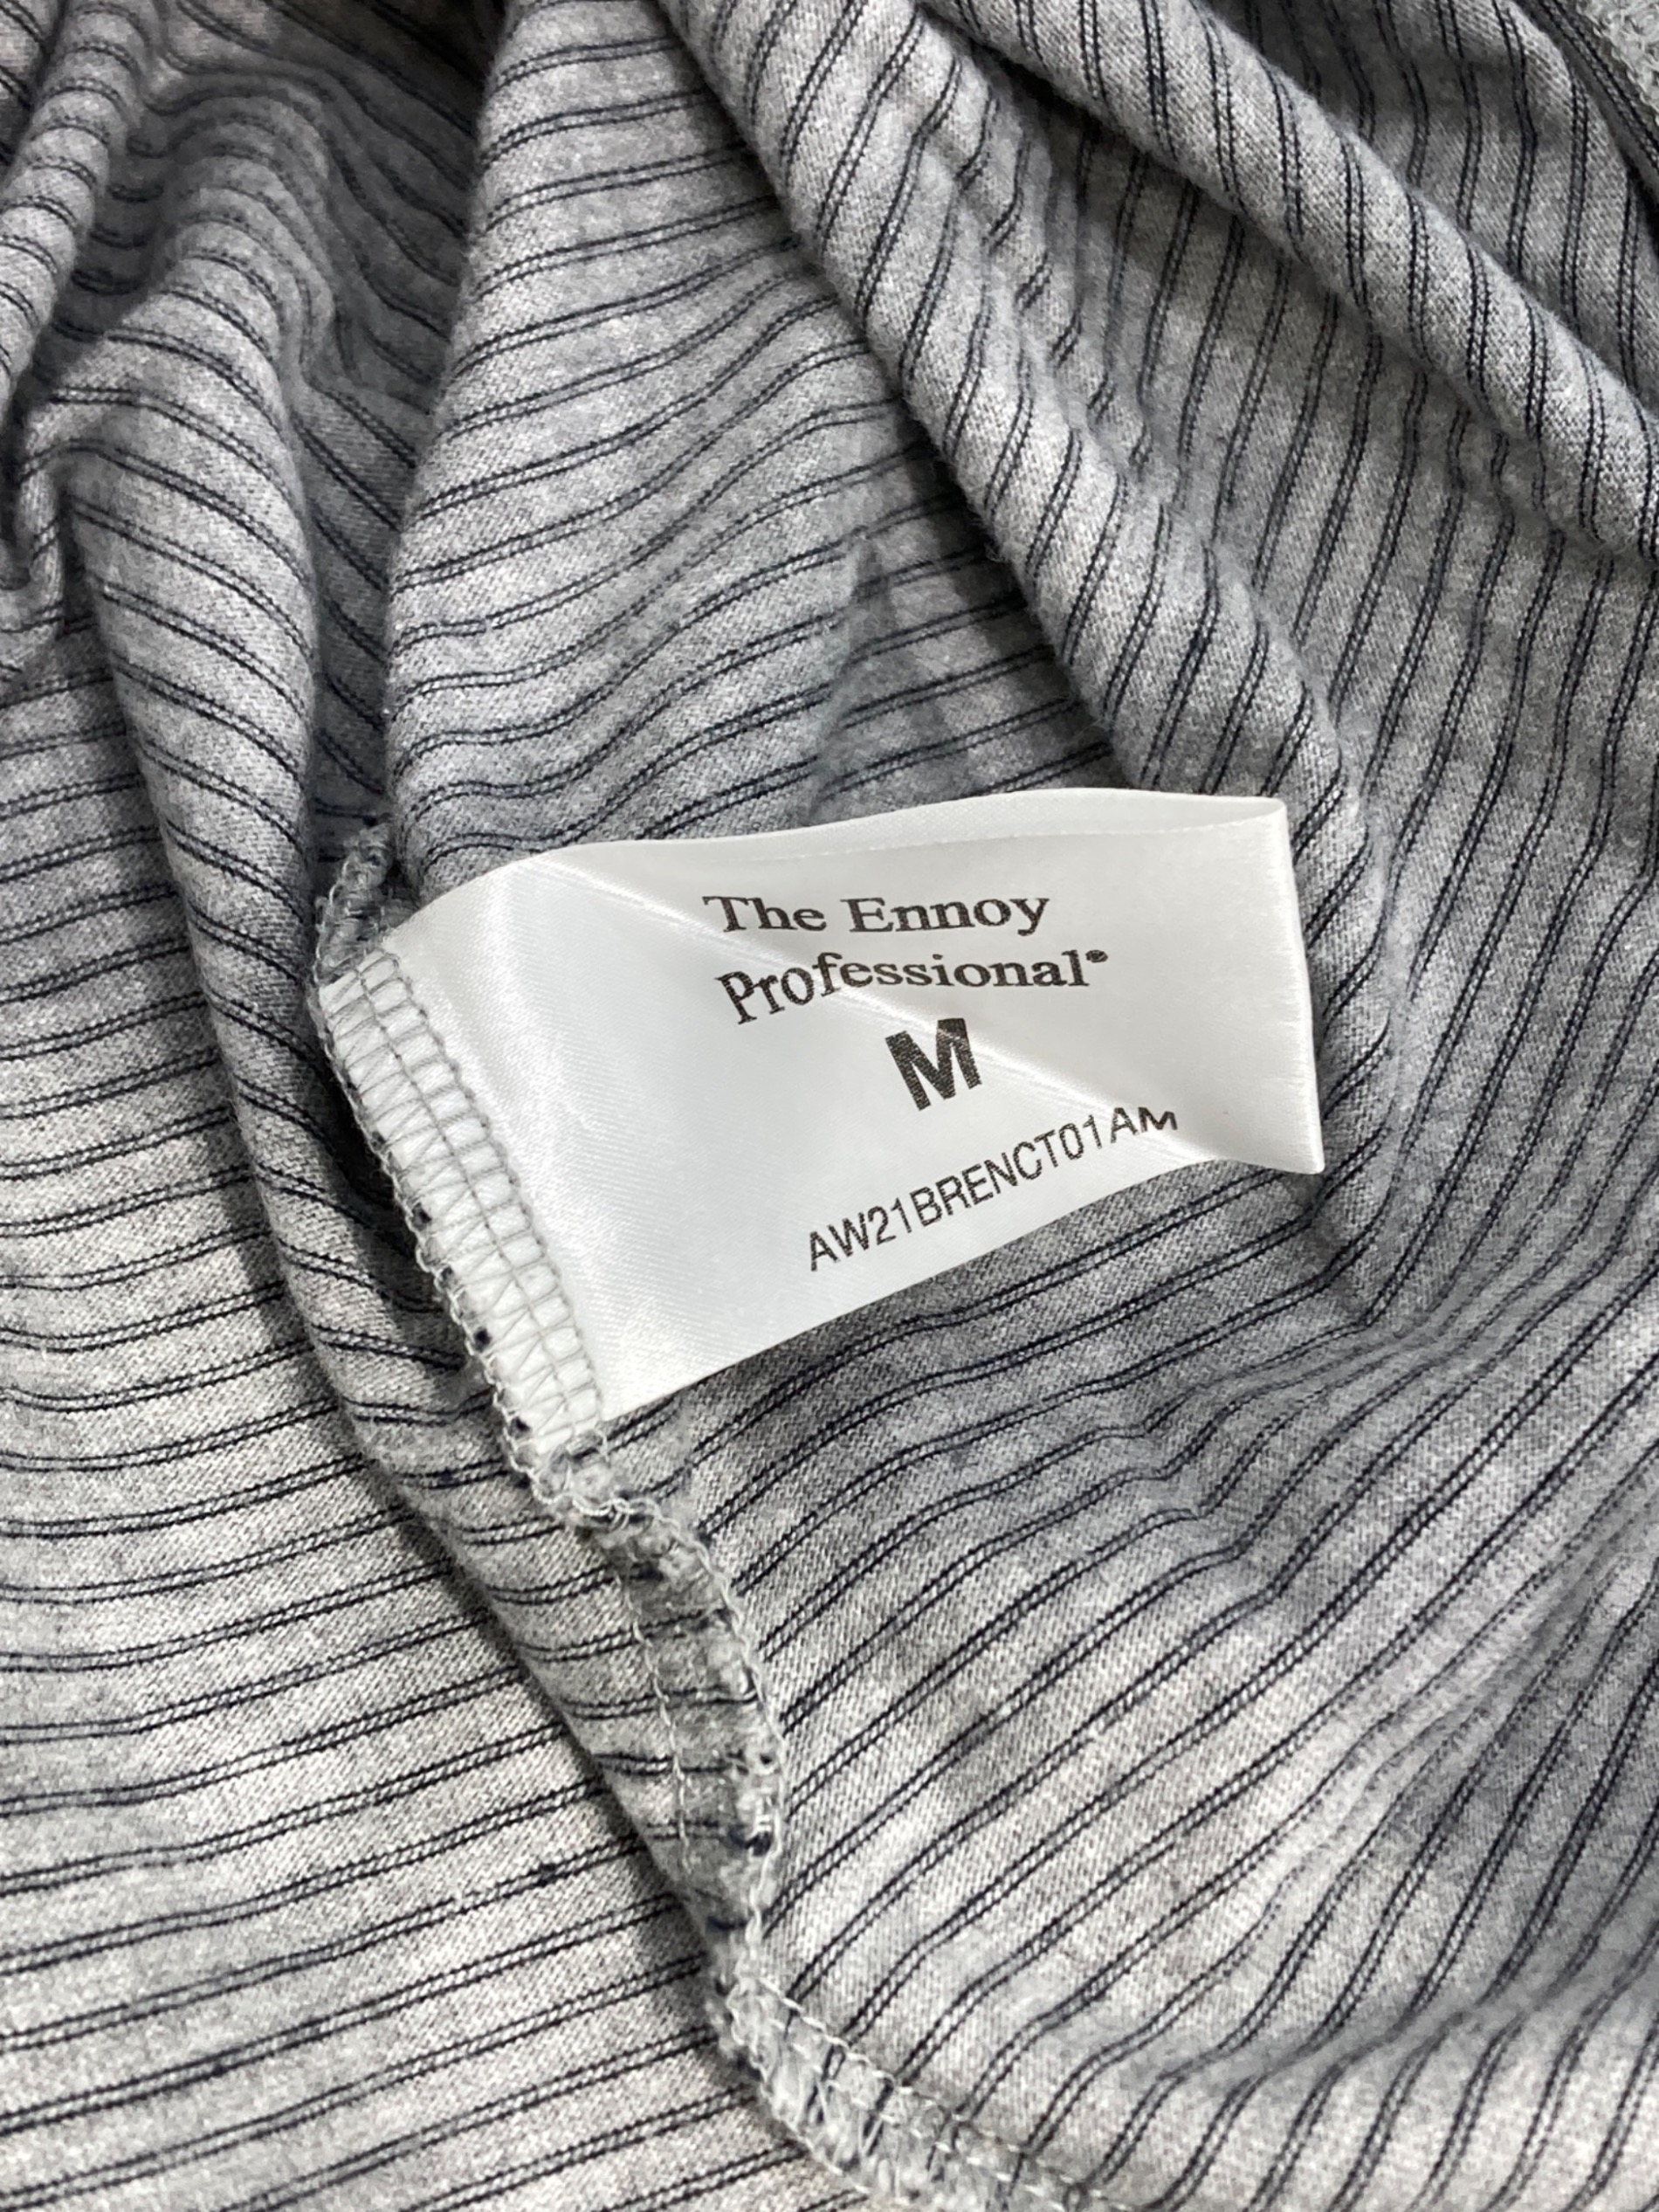 The Ennoy
Professional®
M
AW21BRENCT01AM